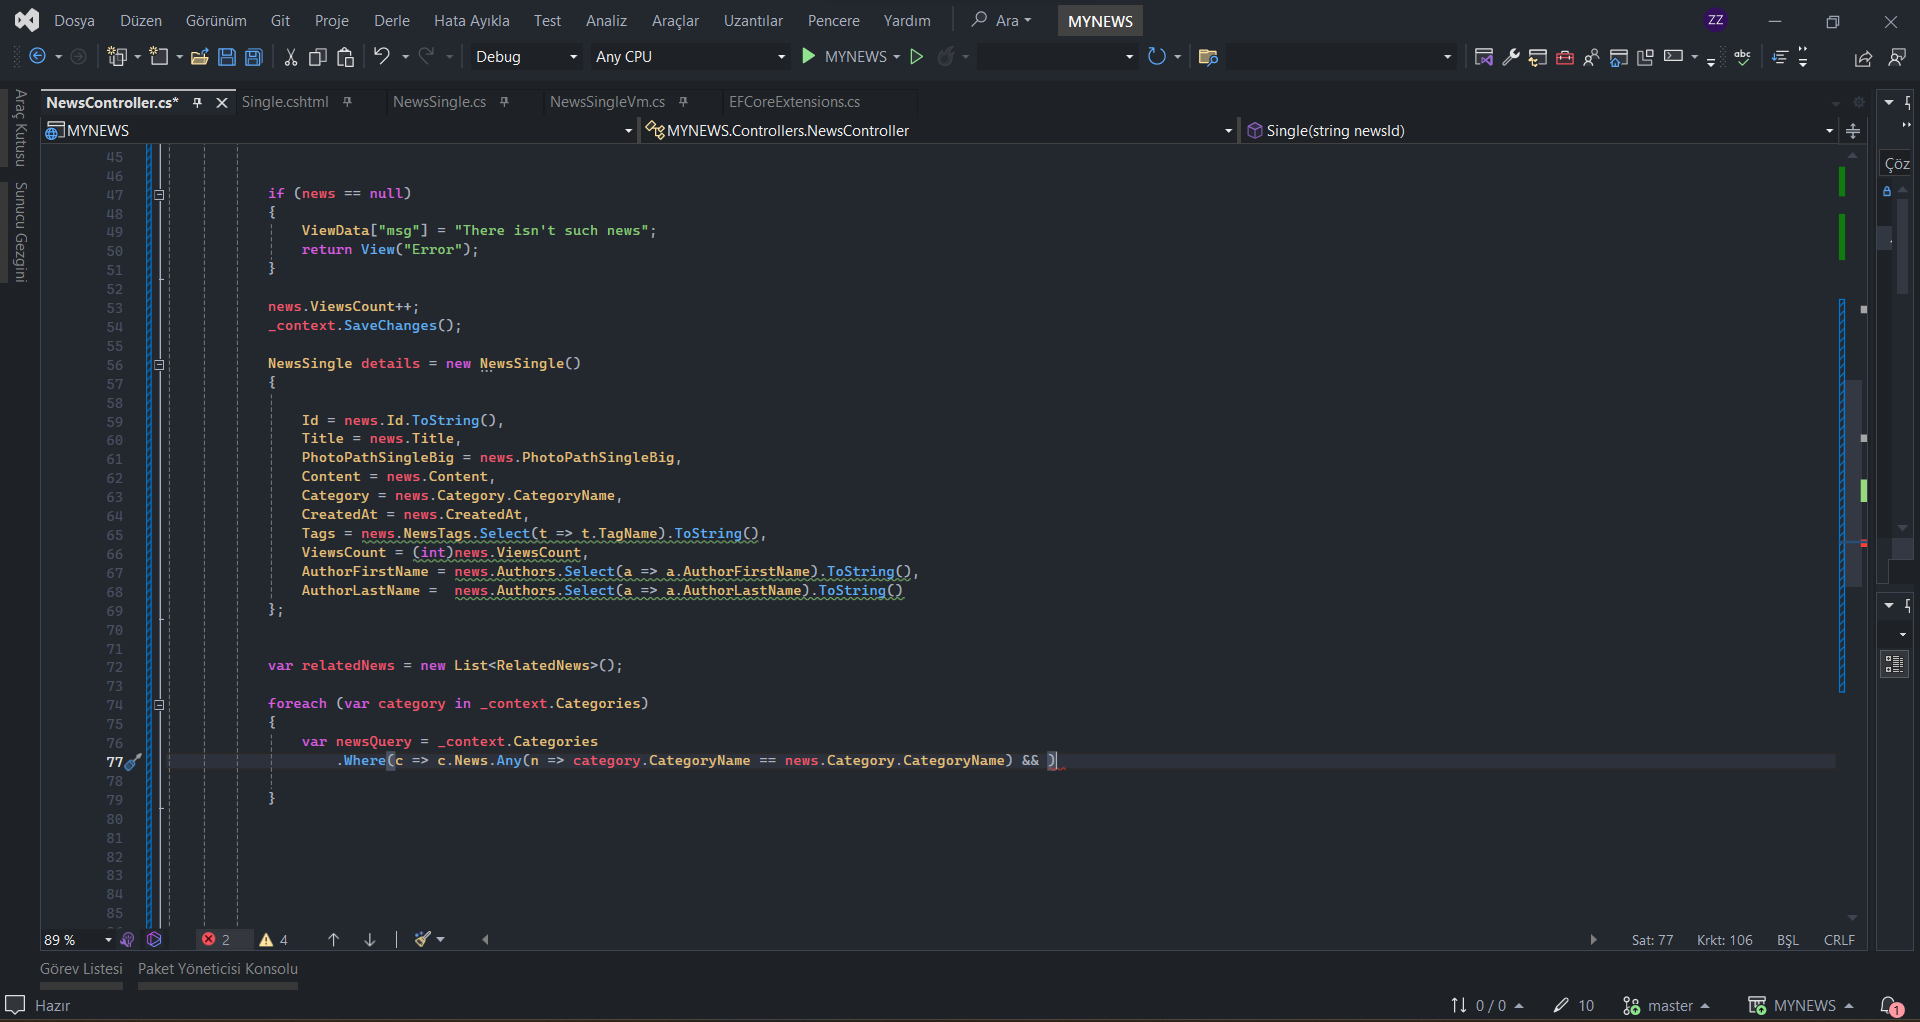 Dosya Düzen Görünüm Git Proje Derle Hata Ayıkla Test Analiz Araçlar Uzantılar Pencere Yardım Ara MYNEWS ZZ
Debug Any CPU MYNEWS abc
NewsController.cs* Single.cshtml NewsSingle.cs NewsSingleVm.cs EFCoreExtensions.cs
MYNEWS MYNEWS.Controllers.NewsController Single(string newsId)
Araç Kutusu
Sunucu Gezgini
Çöz
45
46
47 if (news == null)
48 {
49 ViewData["msg"] = "There isn't such news";
50 return View("Error");
51 }
52
53 news.ViewsCount++;
54 _context.SaveChanges();
55
56 NewsSingle details = new NewsSingle()
57 {
58
59 Id = news.Id.ToString(),
60 Title = news.Title,
61 PhotoPathSingleBig = news.PhotoPathSingleBig,
62 Content = news.Content,
63 Category = news.Category.CategoryName,
64 CreatedAt = news.CreatedAt,
65 Tags = news.NewsTags.Select(t => t.TagName).ToString(),
66 ViewsCount = (int)news.ViewsCount,
67 AuthorFirstName = news.Authors.Select(a => a.AuthorFirstName).ToString(),
68 AuthorLastName =  news.Authors.Select(a => a.AuthorLastName).ToString()
69 };
70
71
72 var relatedNews = new List<RelatedNews>();
73
74 foreach (var category in _context.Categories)
75 {
76 var newsQuery = _context.Categories
77 .Where(c => c.News.Any(n => category.CategoryName == news.Category.CategoryName) && )
78
79 }
80
81
82
83
84
85
89 % 2 4 Sat: 77 Krkt: 106 BŞL CRLF
Görev Listesi Paket Yöneticisi Konsolu
Hazır 0 / 0 10 master MYNEWS 1